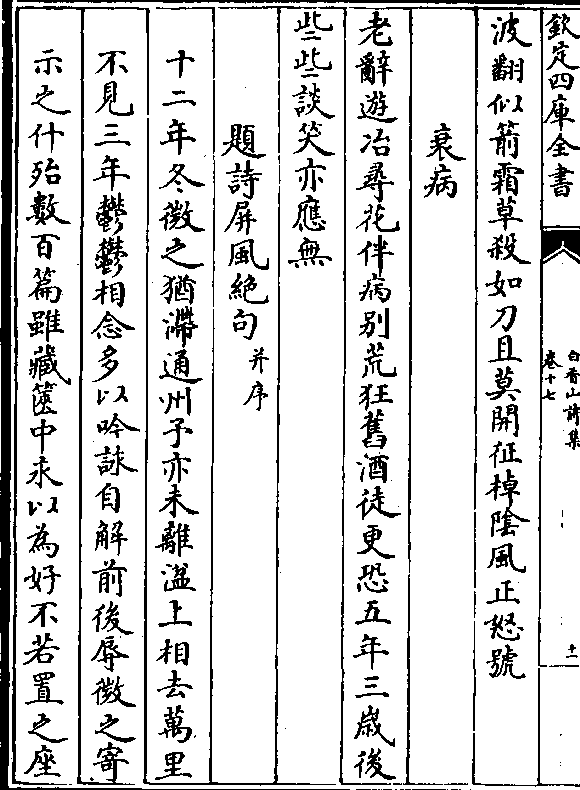 欽定四庫全書
白香山詩集
卷十七
十一
波翻似箭霜草殺如刀且莫開征棹陰風正怒號
衰病
老辭遊冶尋花伴病别荒狂舊酒徒更恐五年三歲後
些些談笑亦應無
題詩屏風絶句并序
十二年冬微之猶滯通州予亦未離湓上相去萬里
不見三年鬱鬱相念多以吟詠自解前後辱微之寄
示之什殆數百篇雖藏篋中永以為好不若置之座